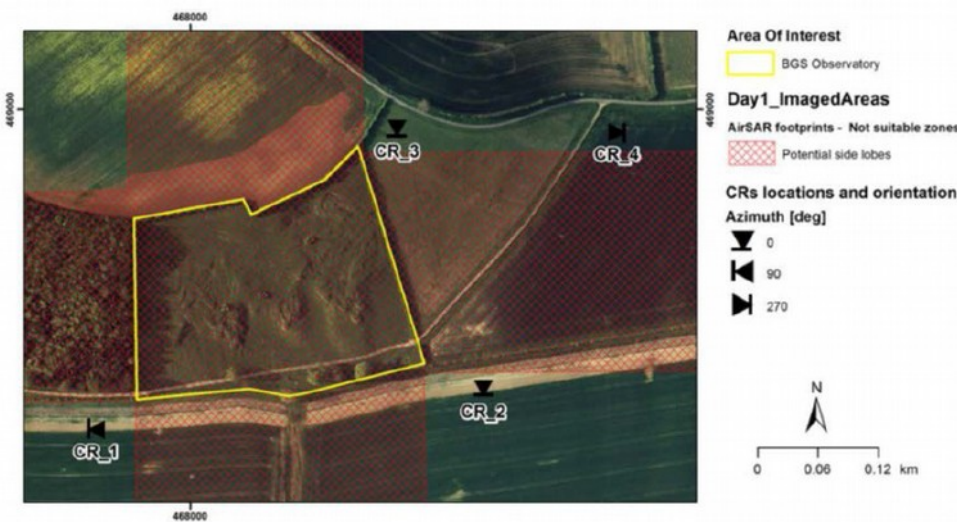 468000
Area Of Interest
BGS Observatory
Day1_ImagedAreas
AirSAR footprints - Not suitable zones
Potential side lobes
CRs locations and orientation
Azimuth [deg]
0
90
270
469000
469000
CR_3
CR_4
CR_2
CR_1
N
0 0.06 0.12 km
468000